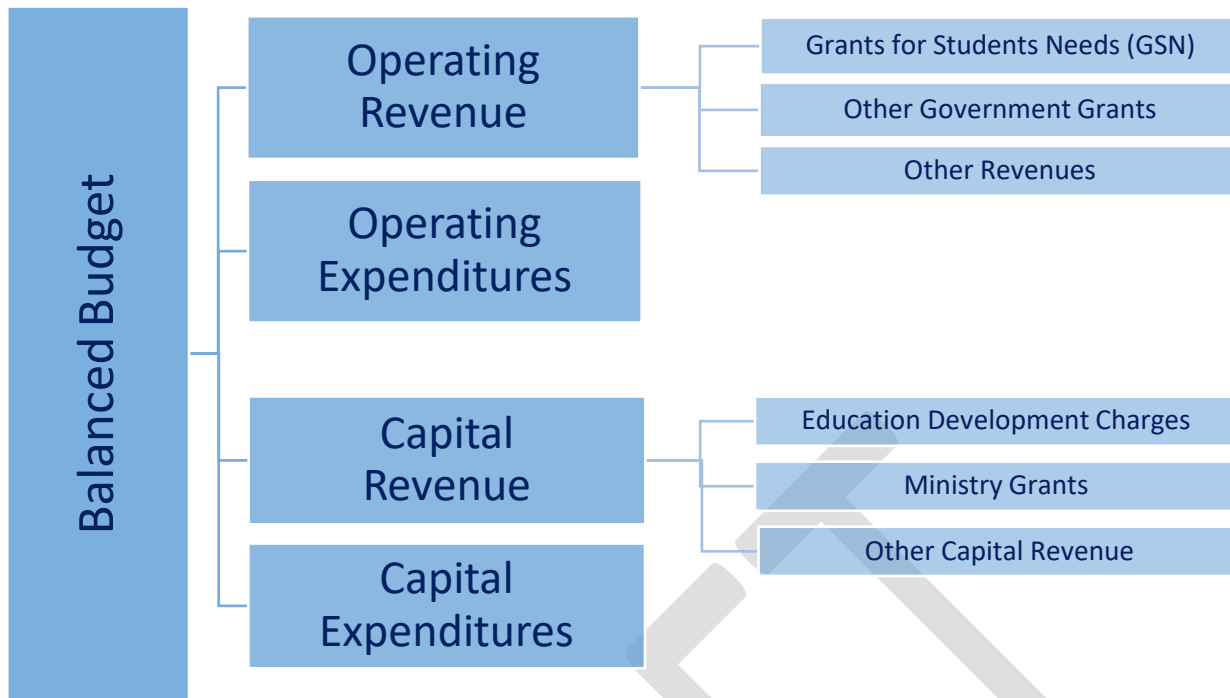 Balanced Budget
Operating
Revenue
Grants for Students Needs (GSN)
Other Government Grants
Other Revenues
Operating
Expenditures
Capital
Revenue
Education Development Charges
Ministry Grants
Other Capital Revenue
Capital
Expenditures